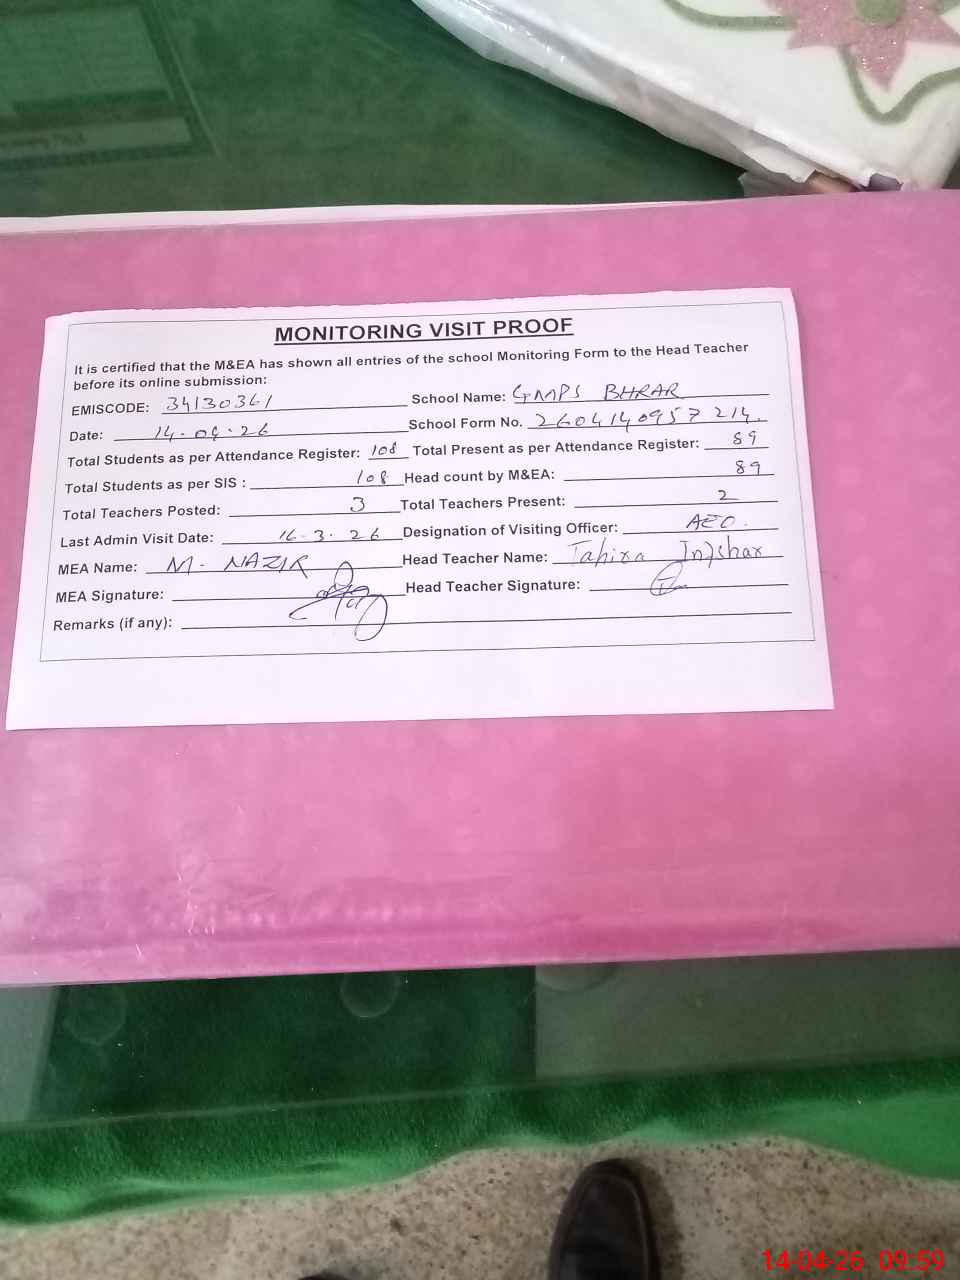 MONITORING VISIT PROOF
It is certified that the M&EA has shown all entries of the school Monitoring Form to the Head Teacher
before its online submission:
EMISCODE: 34130361 School Name: GMPS BHRAR
Date: 14.04.26 School Form No. 2604140957214.
Total Students as per Attendance Register: 108 Total Present as per Attendance Register: 89
Total Students as per SIS : 108 Head count by M&EA: 89
Total Teachers Posted: 3 Total Teachers Present: 2
Last Admin Visit Date: 16.3.26 Designation of Visiting Officer: AEO.
MEA Name: M. NAZIR Head Teacher Name: Tahira
MEA Signature: Head Teacher Signature:
Remarks (if any):
14-04-26 09:59